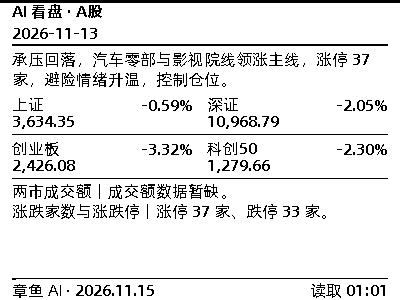 AI 看盘 · A股
2026-11-13
承压回落，汽车零部与影视院线领涨主线，涨停 37
家，避险情绪升温，控制仓位。
上证 -0.59% 深证 -2.05%
3,634.35 10,968.79
创业板 -3.32% 科创50 -2.30%
2,426.08 1,279.66
两市成交额｜成交额数据暂缺。
涨跌家数与涨跌停｜涨停 37 家、跌停 33 家。
章鱼 AI · 2026.11.15 读取 01:01